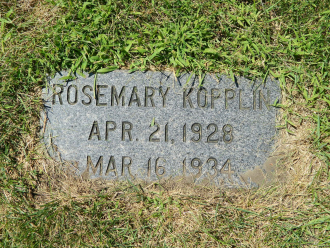 ROSEMARY KOPPLIN
APR. 21, 1928
MAR 16, 1934